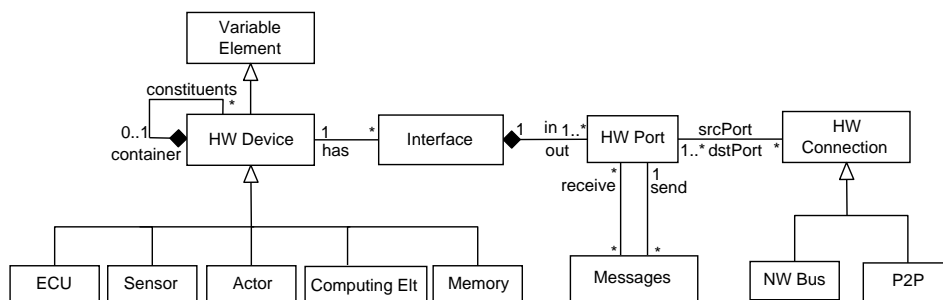 Variable
Element
constituents
*
0..1
container
HW Device
1
has
*
Interface
1
in
out
1..*
HW Port
srcPort
1..*
dstPort
*
HW
Connection
*
receive
1
send
*
*
ECU
Sensor
Actor
Computing Elt
Memory
Messages
NW Bus
P2P